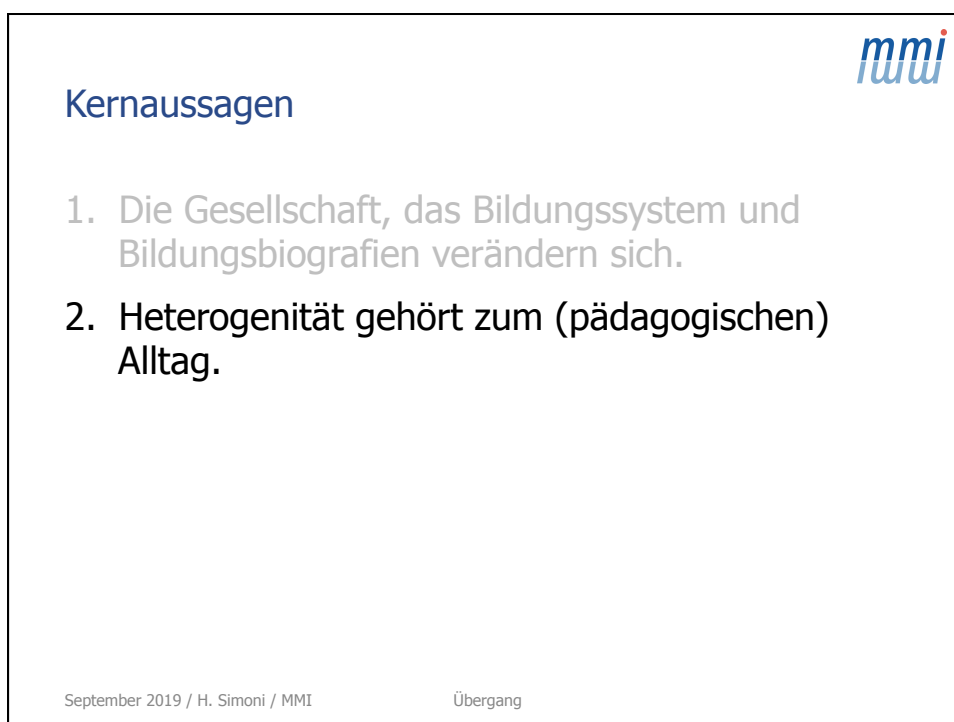 mmi
Kernaussagen
1. Die Gesellschaft, das Bildungssystem und
Bildungsbiografien verändern sich.
2. Heterogenität gehört zum (pädagogischen)
Alltag.
September 2019 / H. Simoni / MMI Übergang